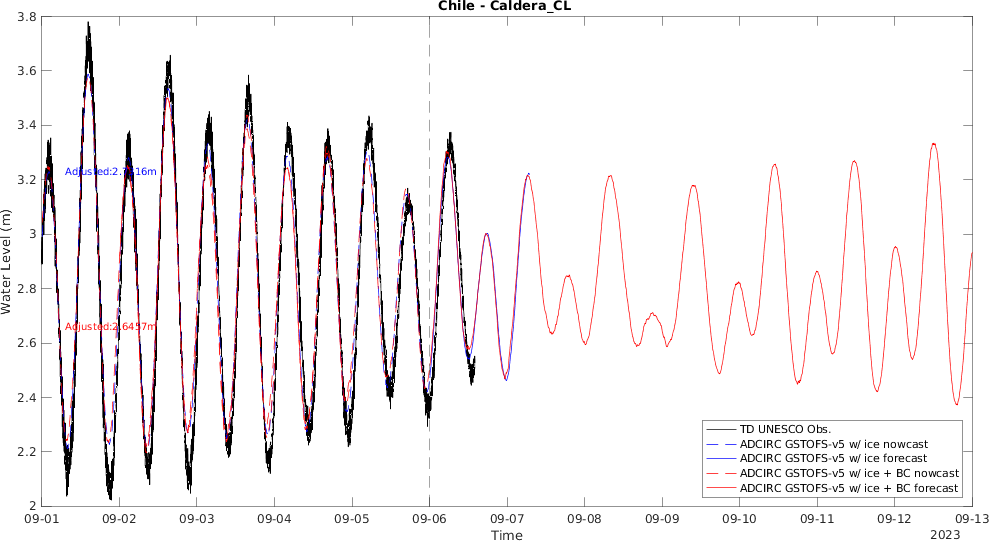 Chile - Caldera_CL
3.8
3.6
3.4
3.2
3
2.8
2.6
2.4
2.2
2
Water Level (m)
Adjusted:2.7416m
Adjusted:2.6457m
TD UNESCO Obs.
ADCIRC GSTOFS-v5 w/ ice nowcast
ADCIRC GSTOFS-v5 w/ ice forecast
ADCIRC GSTOFS-v5 w/ ice + BC nowcast
ADCIRC GSTOFS-v5 w/ ice + BC forecast
09-01 09-02 09-03 09-04 09-05 09-06 09-07 09-08 09-09 09-10 09-11 09-12 09-13
Time
2023